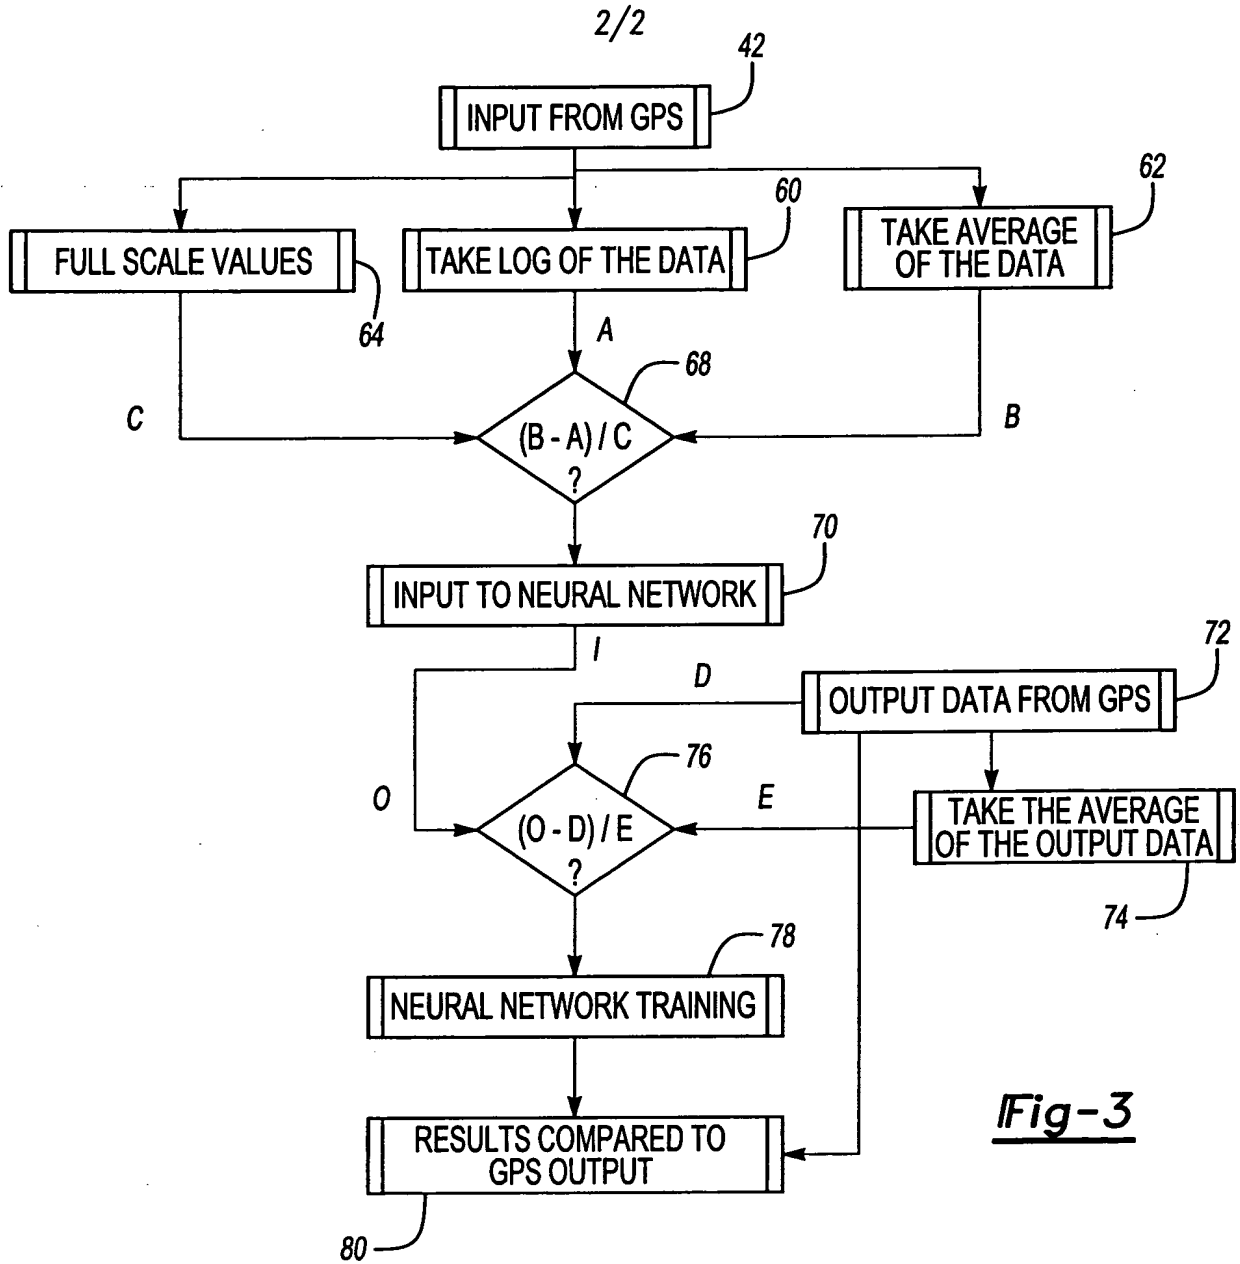 2/2
42
INPUT FROM GPS
62
60
TAKE AVERAGE
OF THE DATA
FULL SCALE VALUES
TAKE LOG OF THE DATA
64
A
68
C
B
(B - A) / C
?
70
INPUT TO NEURAL NETWORK
I
72
D
OUTPUT DATA FROM GPS
76
O
E
TAKE THE AVERAGE
OF THE OUTPUT DATA
(O - D) / E
?
74
78
NEURAL NETWORK TRAINING
Fig-3
RESULTS COMPARED TO
GPS OUTPUT
80